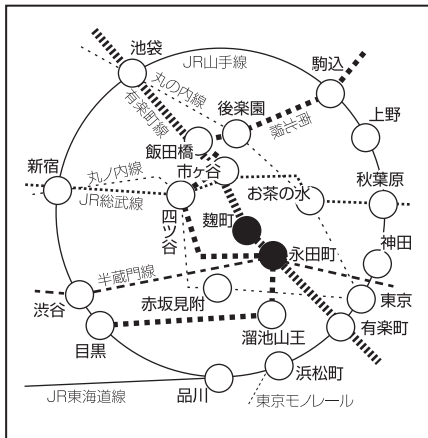 池袋
JR山手線
駒込
丸の内線
有楽町線
後楽園
南北線
上野
飯田橋
新宿
丸ノ内線
市ヶ谷
お茶の水
秋葉原
JR総武線
四ツ谷
麹町
永田町
神田
半蔵門線
渋谷
赤坂見附
東京
目黒
溜池山王
有楽町
浜松町
JR東海道線
品川
東京モノレール